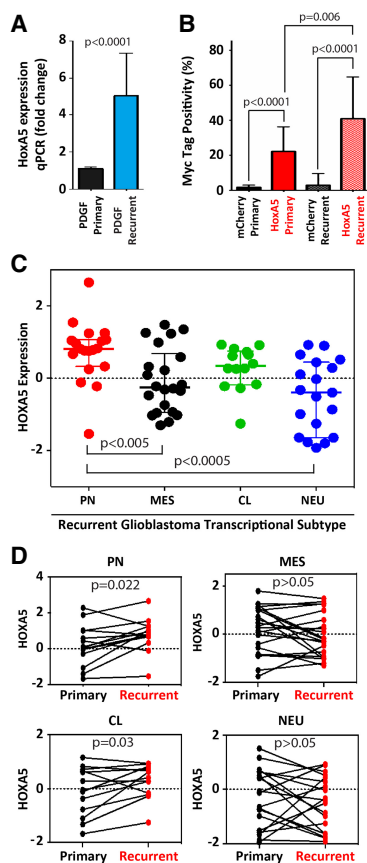 A
p<0.0001
HoxA5 expression
qPCR (fold change)
8
6
4
2
0
PDGF
Primary
PDGF
Recurrent
B
p=0.006
p<0.0001
p<0.0001
Myc Tag Positivity (%)
80
60
40
20
0
mCherry
Primary
HoxA5
Primary
mCherry
Recurrent
HoxA5
Recurrent
C
HOXA5 Expression
2
0
-2
p<0.005
p<0.0005
PN
MES
CL
NEU
Recurrent Glioblastoma Transcriptional Subtype
D
PN
p=0.022
HOXA5
4
2
0
-2
Primary
Recurrent
MES
p>0.05
HOXA5
2
0
-2
Primary
Recurrent
CL
p=0.03
HOXA5
2
0
-2
Primary
Recurrent
NEU
p>0.05
HOXA5
2
0
-2
Primary
Recurrent